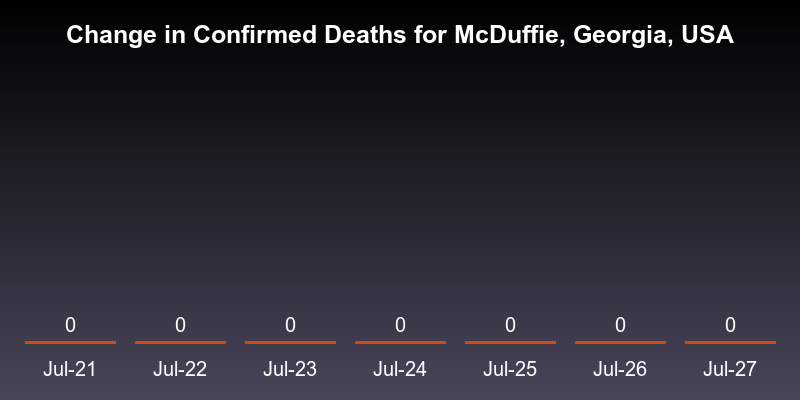 Change in Confirmed Deaths for McDuffie, Georgia, USA
0 0 0 0 0 0 0
Jul-21 Jul-22 Jul-23 Jul-24 Jul-25 Jul-26 Jul-27